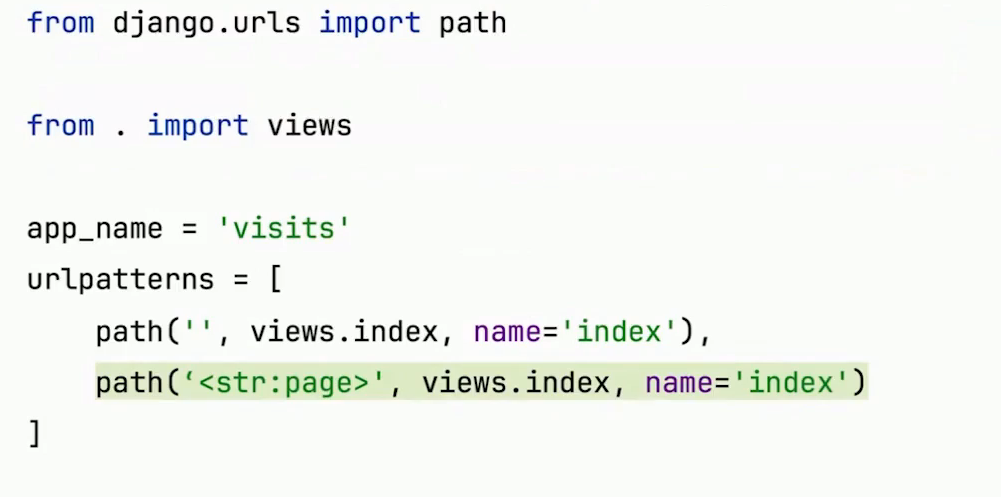 from django.urls import path
from . import views
app_name = 'visits'
urlpatterns = [
    path('', views.index, name='index'),
    path(‘<str:page>', views.index, name='index')
]